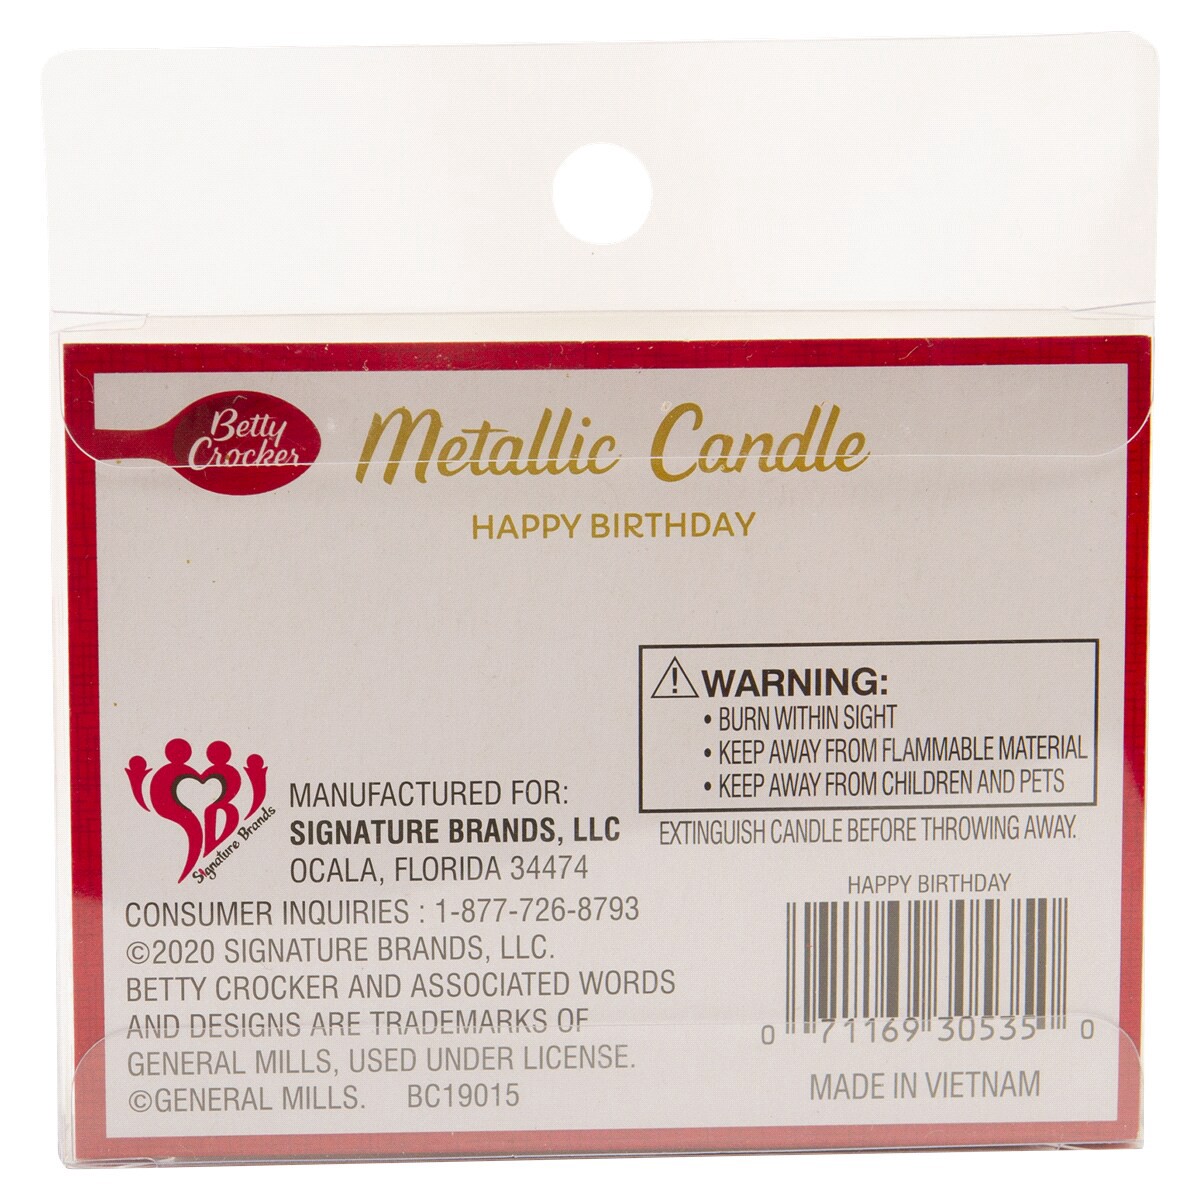 Betty
Crocker
Metallic Candle
HAPPY BIRTHDAY
WARNING:
• BURN WITHIN SIGHT
• KEEP AWAY FROM FLAMMABLE MATERIAL
• KEEP AWAY FROM CHILDREN AND PETS
EXTINGUISH CANDLE BEFORE THROWING AWAY.
SB
Signature Brands
MANUFACTURED FOR:
SIGNATURE BRANDS, LLC
OCALA, FLORIDA 34474
CONSUMER INQUIRIES : 1-877-726-8793
©2020 SIGNATURE BRANDS, LLC.
BETTY CROCKER AND ASSOCIATED WORDS
AND DESIGNS ARE TRADEMARKS OF
GENERAL MILLS, USED UNDER LICENSE.
©GENERAL MILLS. BC19015
HAPPY BIRTHDAY
0 71169 30535 0
MADE IN VIETNAM